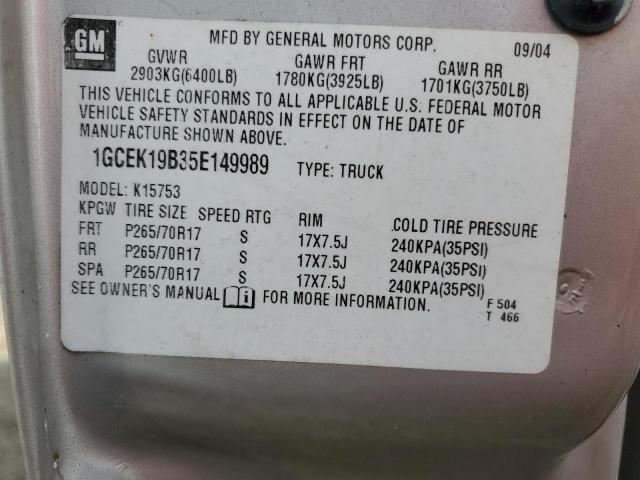 GM
MFD BY GENERAL MOTORS CORP. 09/04
GVWR GAWR FRT GAWR RR
2903KG(6400LB) 1780KG(3925LB) 1701KG(3750LB)
THIS VEHICLE CONFORMS TO ALL APPLICABLE U.S. FEDERAL MOTOR
VEHICLE SAFETY STANDARDS IN EFFECT ON THE DATE OF
MANUFACTURE SHOWN ABOVE.
1GCEK19B35E149989 TYPE: TRUCK
MODEL: K15753
KPGW TIRE SIZE SPEED RTG RIM COLD TIRE PRESSURE
FRT P265/70R17 S 17X7.5J 240KPA(35PSI)
RR P265/70R17 S 17X7.5J 240KPA(35PSI)
SPA P265/70R17 S 17X7.5J 240KPA(35PSI)
SEE OWNER'S MANUAL FOR MORE INFORMATION.
F 504
T 466